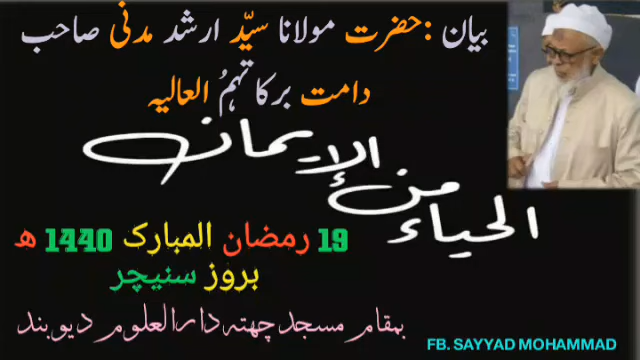 بیان :حضرت مولانا سیّد ارشد مدنی صاحب
دامت برکاتہمُ العالیہ
الحیاء من الإیمان
19 رمضان المبارک 1440 ھ
بروز سنیچر
بمقام مسجد چھتہ دارالعلوم دیوبند
FB. SAYYAD MOHAMMAD